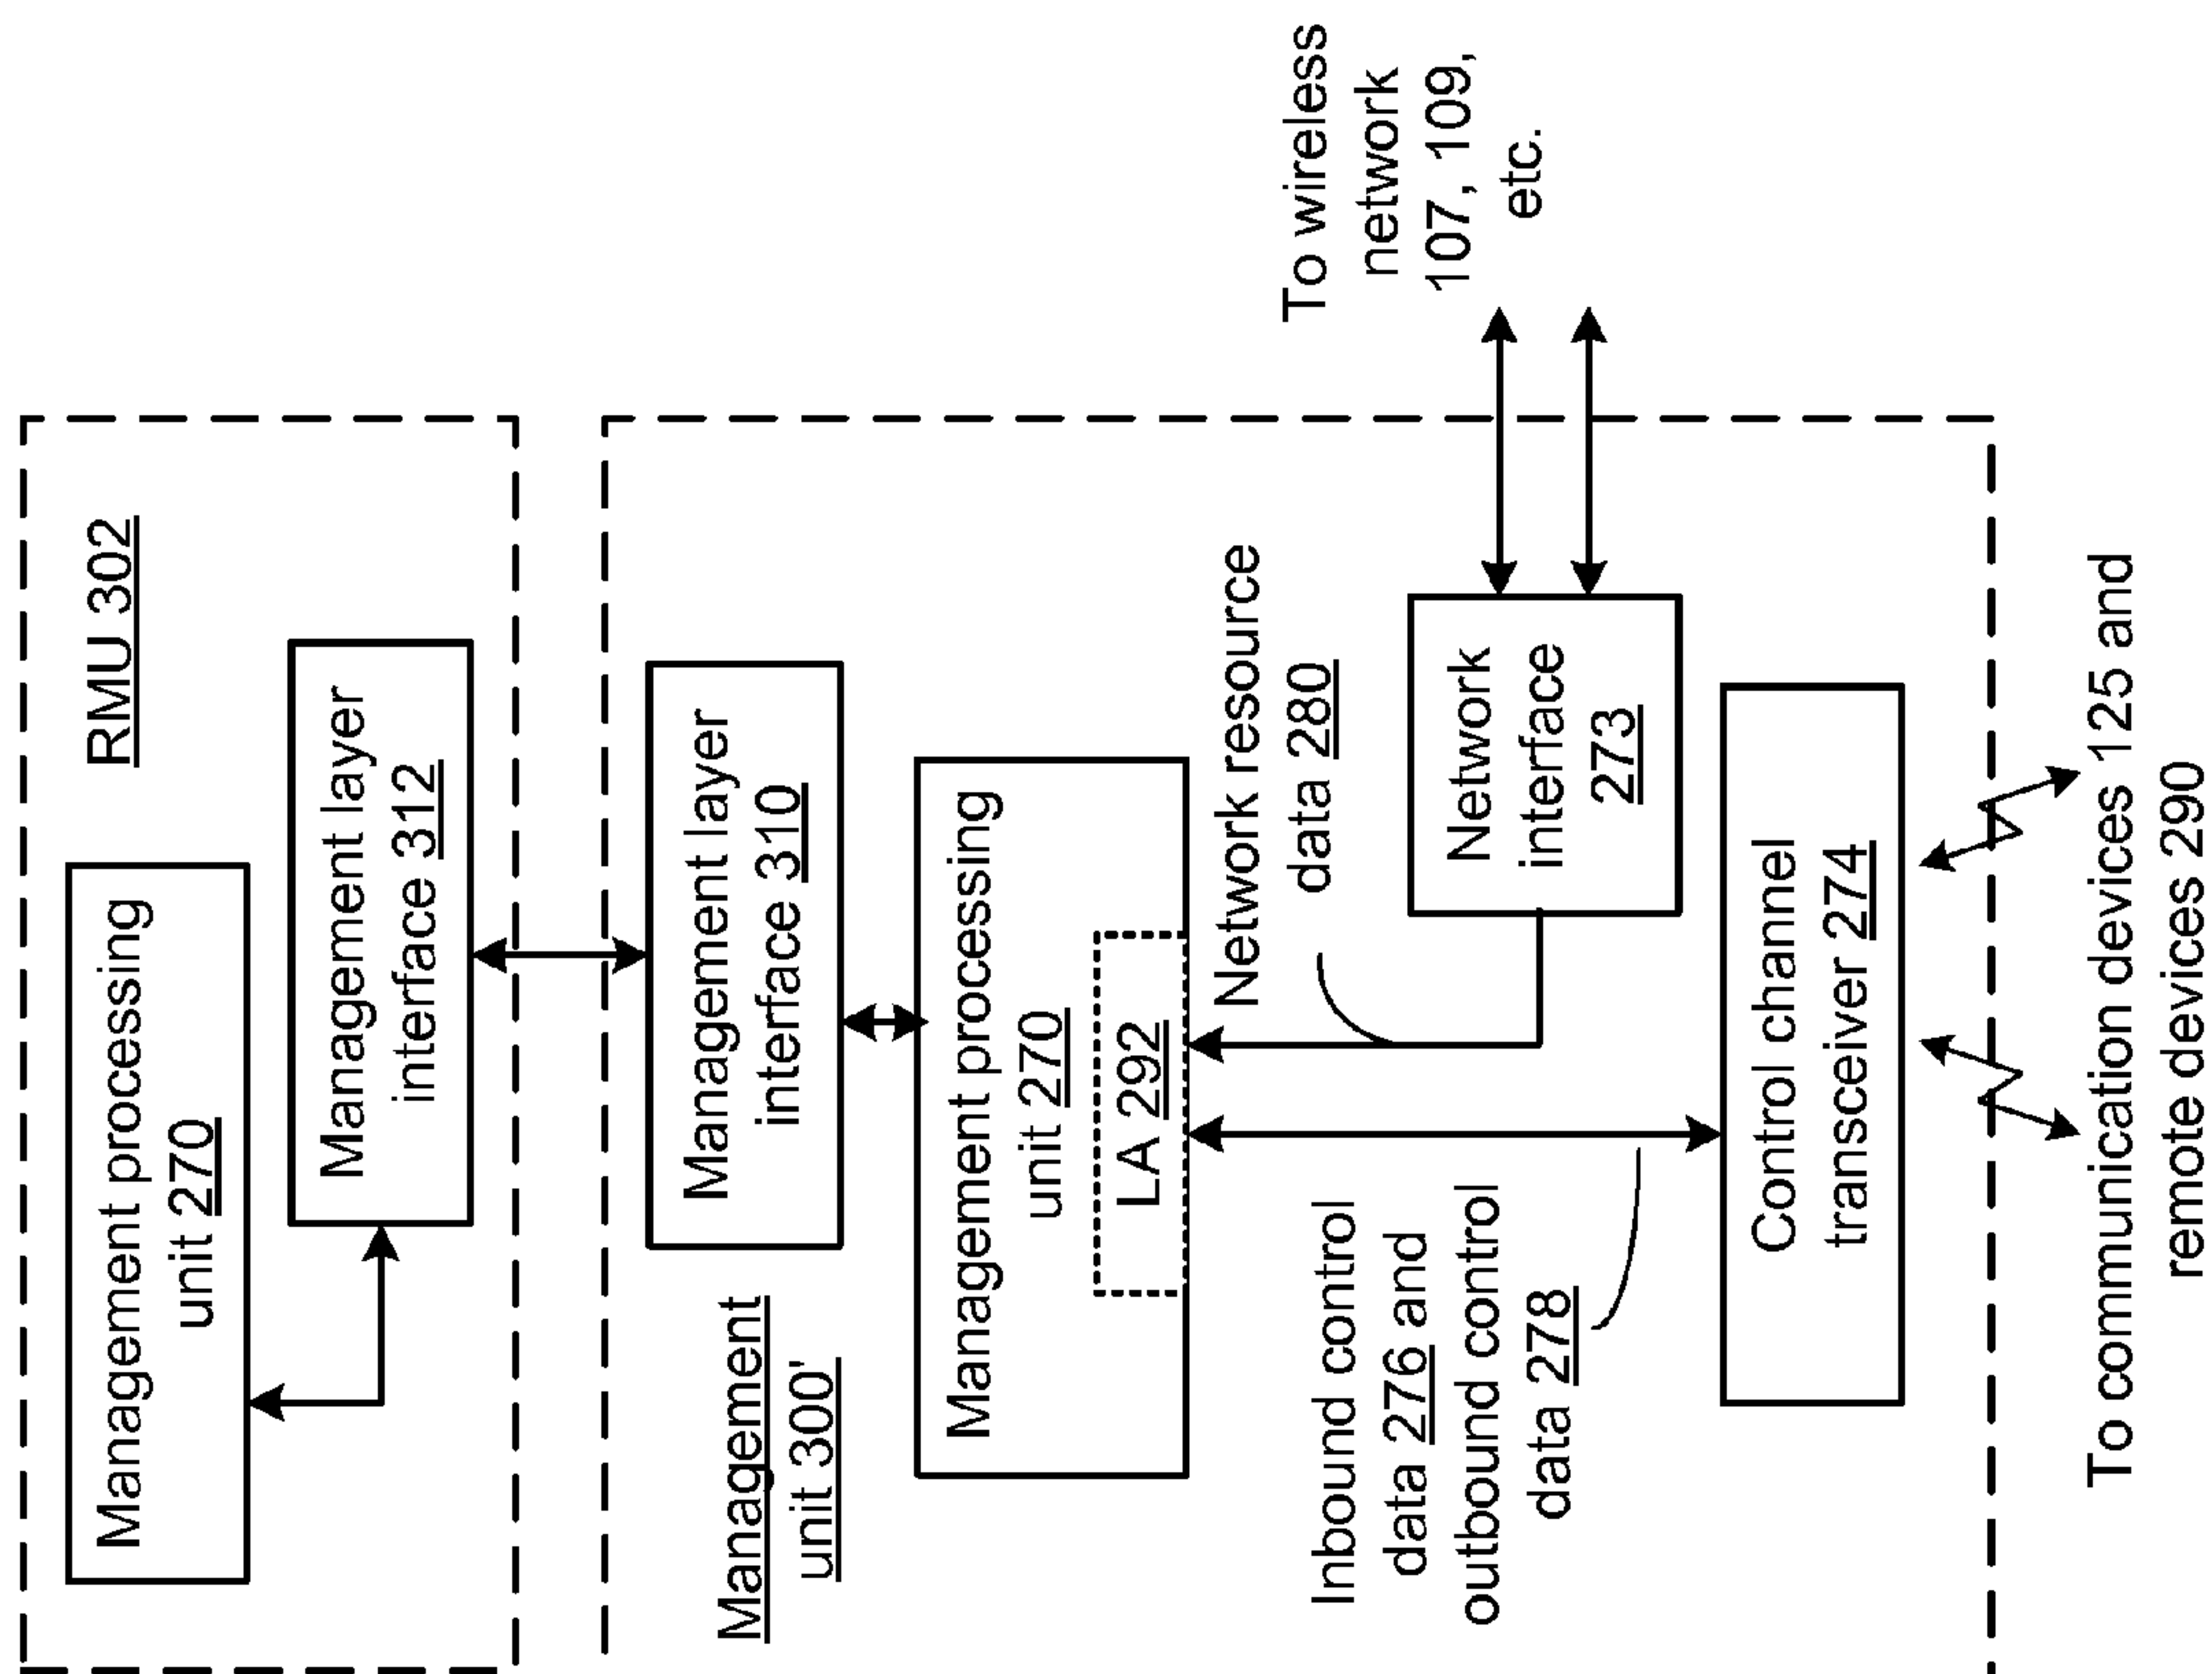 RMU 302
Management processing
unit 270
Management layer
interface 312
Management
unit 300'
Management layer
interface 310
Management processing
unit 270
LA 292
Network resource
data 280
Inbound control
data 276 and
outbound control
data 278
Network
interface
273
To wireless
network
107, 109,
etc.
Control channel
transceiver 274
To communication devices 125 and
remote devices 290